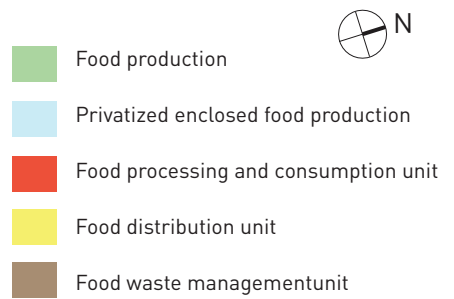 N
Food production
Privatized enclosed food production
Food processing and consumption unit
Food distribution unit
Food waste managementunit